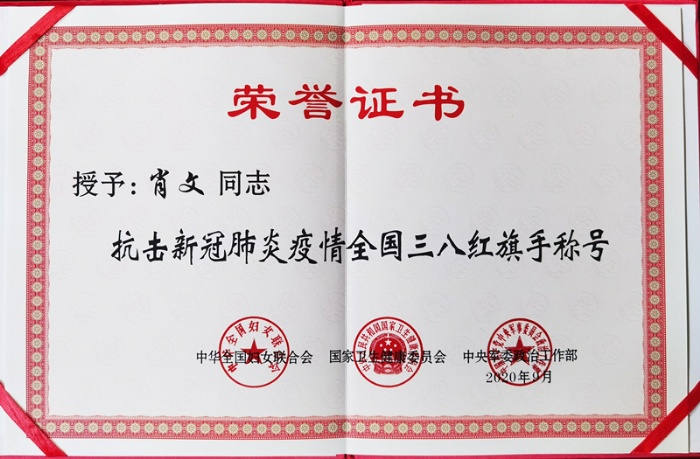 荣誉证书
授予：肖文 同志
抗击新冠肺炎疫情全国三八红旗手称号
中华全国妇女联合会 国家卫生健康委员会 中央军委政治工作部
2020年9月